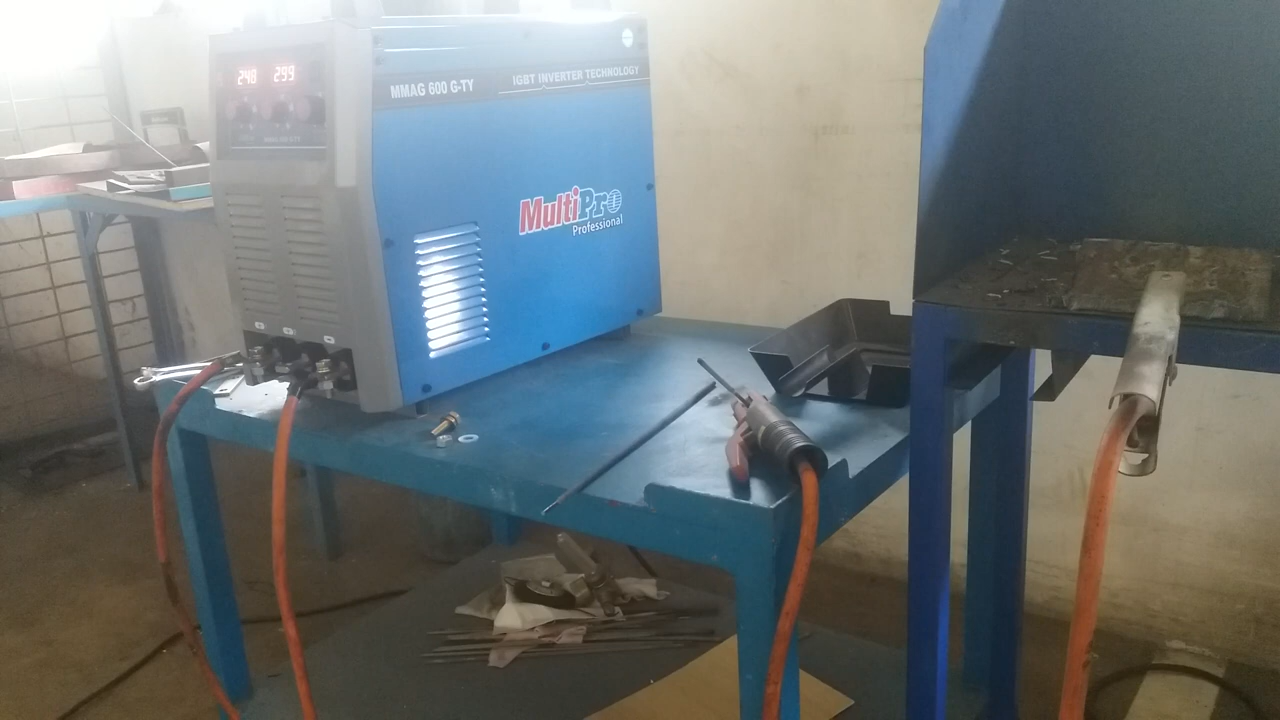 248 299
MMAG 600 G-TY
IGBT INVERTER TECHNOLOGY
MultiPro
Professional